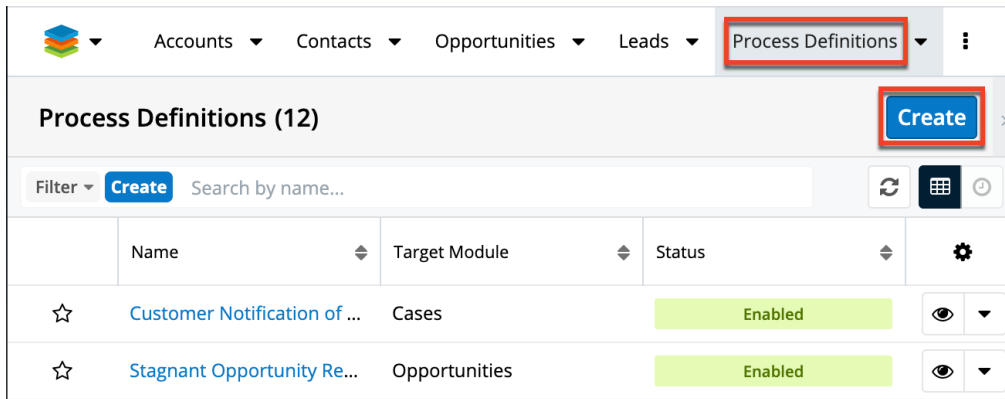 Accounts Contacts Opportunities Leads Process Definitions
Process Definitions (12) Create
Filter Create Search by name...
Name Target Module Status
Customer Notification of ... Cases Enabled
Stagnant Opportunity Re... Opportunities Enabled